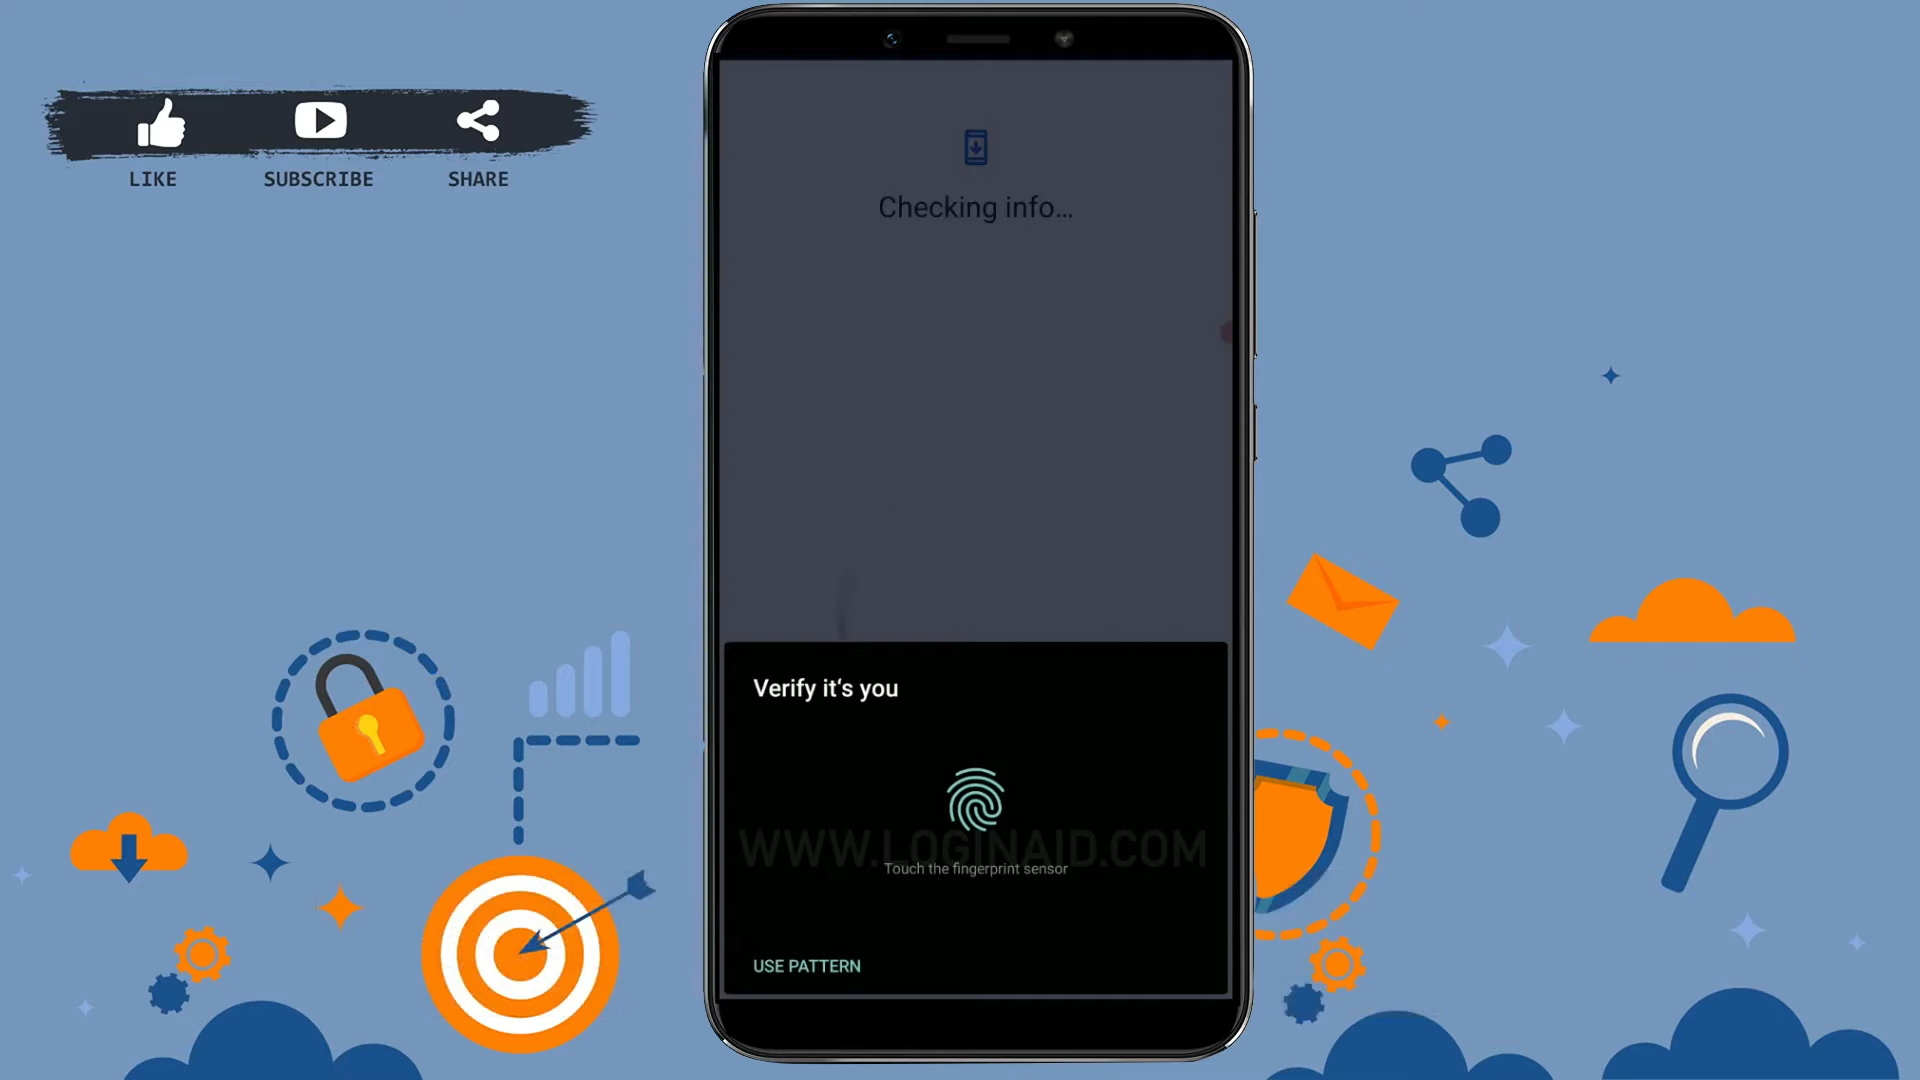 LIKE SUBSCRIBE SHARE
Checking info...
Verify it's you
WWW.LOGINAID.COM
Touch the fingerprint sensor
USE PATTERN